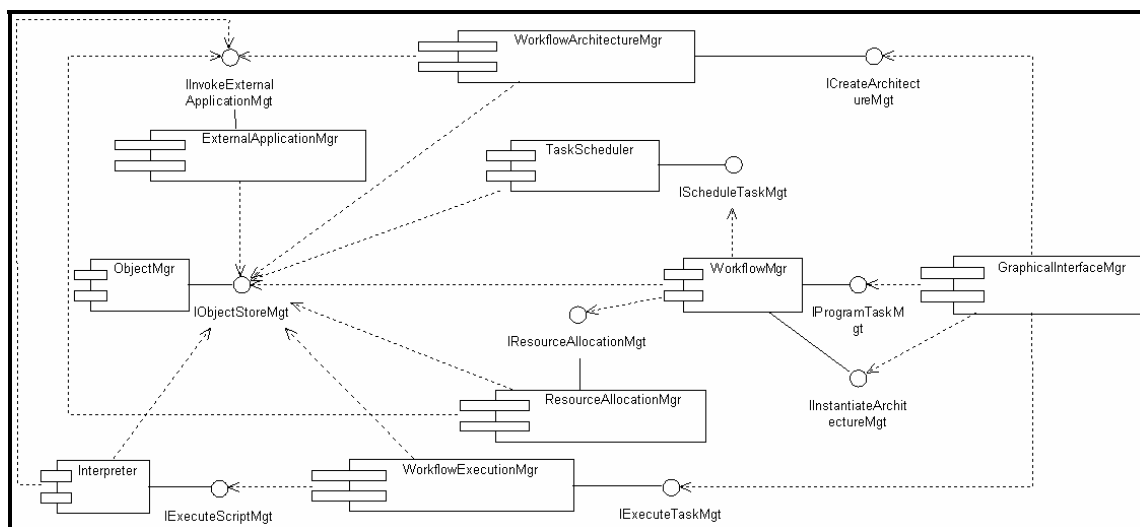 WorkflowArchitectureMgr
IInvokeExternal
ApplicationMgt
ICreateArchitect
ureMgt
ExternalApplicationMgr
TaskScheduler
IScheduleTaskMgt
ObjectMgr
WorkflowMgr
GraphicalInterfaceMgr
IObjectStoreMgt
IProgramTaskM
gt
IResourceAllocationMgt
ResourceAllocationMgr
IInstantiateArchit
ectureMgt
Interpreter
WorkflowExecutionMgr
IExecuteScriptMgt
IExecuteTaskMgt